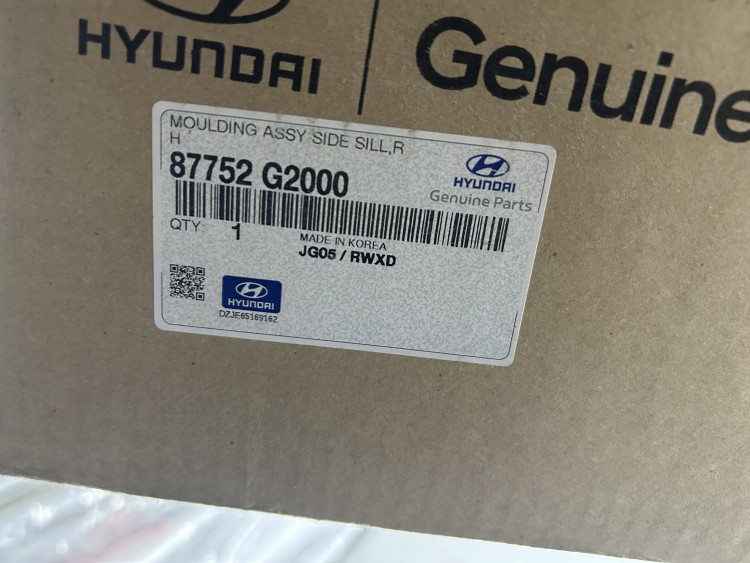 HYUNDAI
Genuine
MOULDING ASSY SIDE SILL,R
H
87752 G2000
HYUNDAI
Genuine Parts
QTY: 1
MADE IN KOREA
JG05 / RWXD
HYUNDAI
DZJE65169162